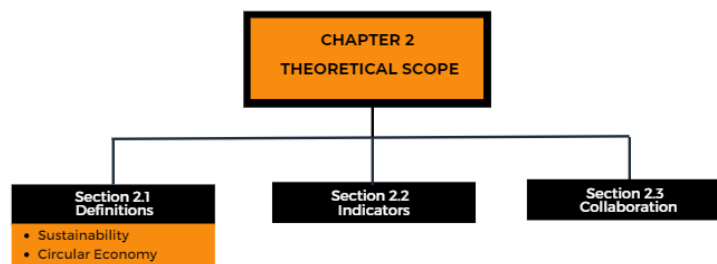 CHAPTER 2
THEORETICAL SCOPE
Section 2.1
Definitions
• Sustainability
• Circular Economy
Section 2.2
Indicators
Section 2.3
Collaboration